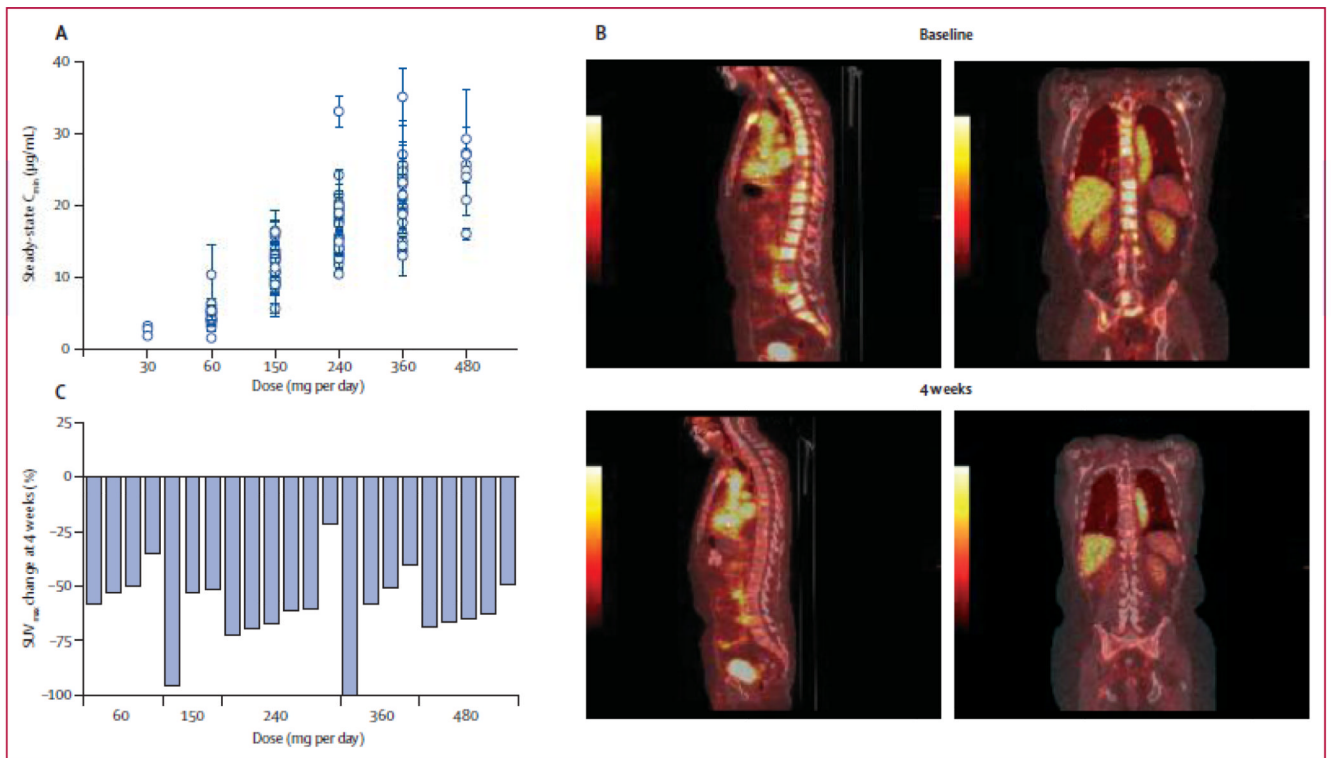 A
40
30
20
10
0
Steady-state Cmin (µg/mL)
30 60 150 240 360 480
Dose (mg per day)
B
Baseline
4 weeks
C
25
0
−25
−50
−75
−100
SUVmax change at 4 weeks (%)
60 150 240 360 480
Dose (mg per day)